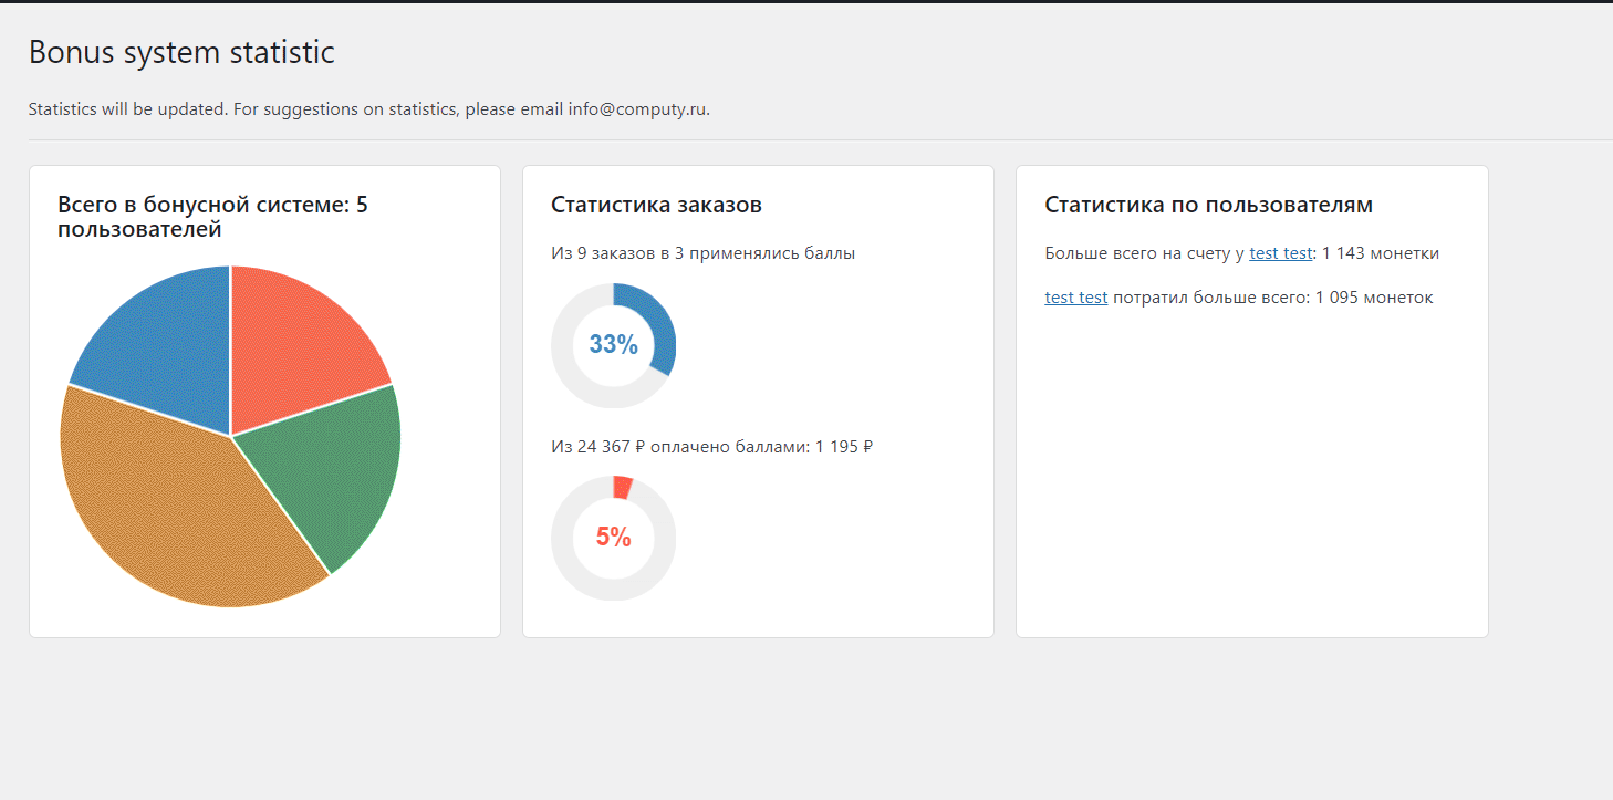 Bonus system statistic
Statistics will be updated. For suggestions on statistics, please email info@computy.ru.
Всего в бонусной системе: 5
пользователей
Статистика заказов
Из 9 заказов в 3 применялись баллы
33%
Из 24 367 ₽ оплачено баллами: 1 195 ₽
5%
Статистика по пользователям
Больше всего на счету у test test: 1 143 монетки
test test потратил больше всего: 1 095 монеток